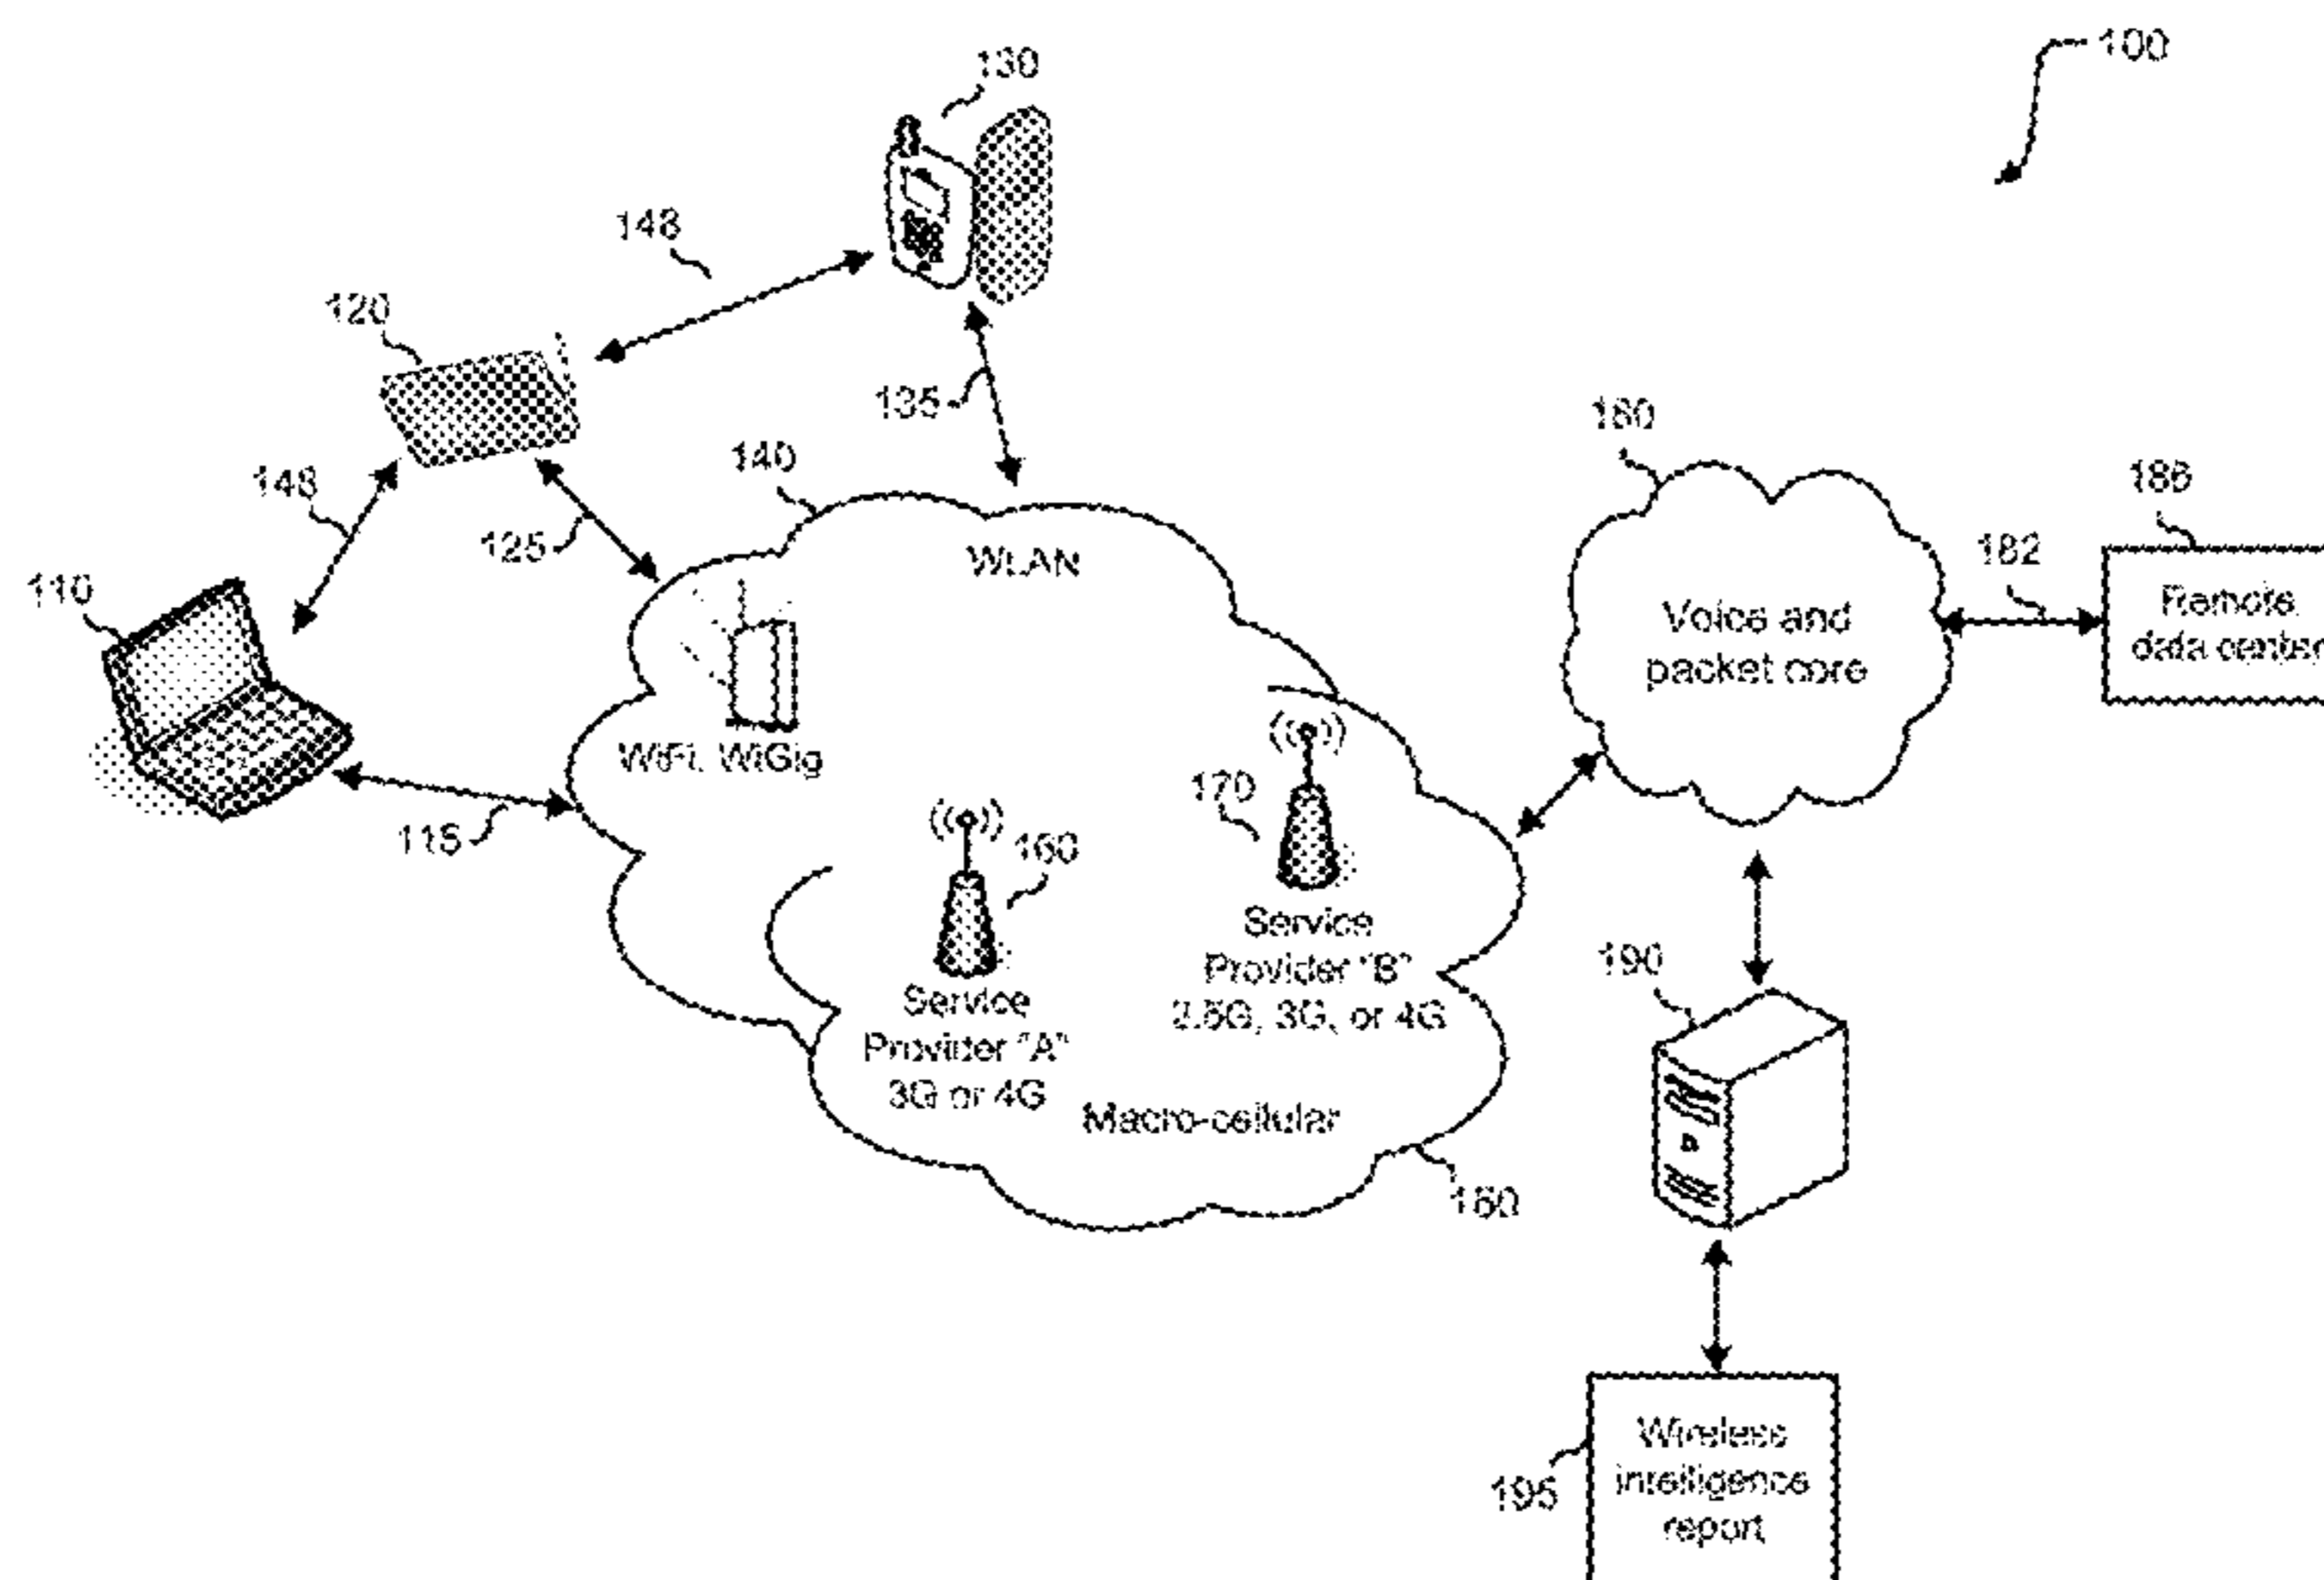 100
130
148
120
135
140
180
186
148
125
WLAN
182
110
Remote
data center
Voice and
packet core
WiFi, WiGig
170
115
160
Service
Provider "B"
2.5G, 3G, or 4G
190
Service
Provider "A"
3G or 4G
Macro-cellular
Wireless
intelligence
report
195